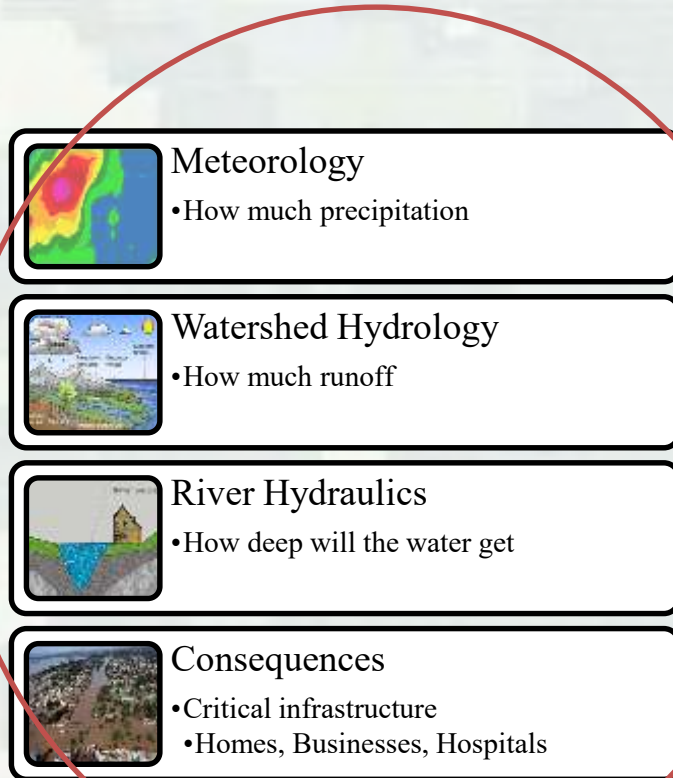 Meteorology
•How much precipitation
Watershed Hydrology
•How much runoff
River Hydraulics
•How deep will the water get
Consequences
•Critical infrastructure
•Homes, Businesses, Hospitals